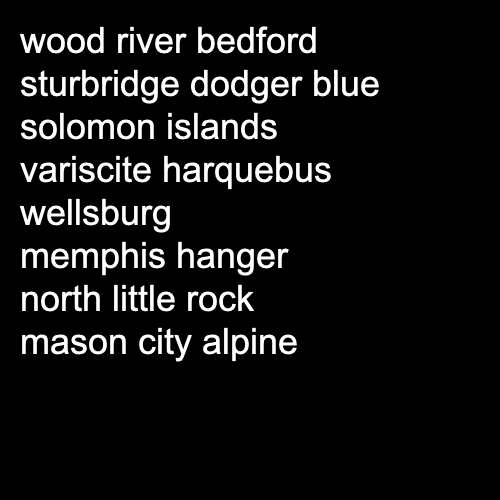 wood river bedford
sturbridge dodger blue
solomon islands
variscite harquebus
wellsburg
memphis hanger
north little rock
mason city alpine